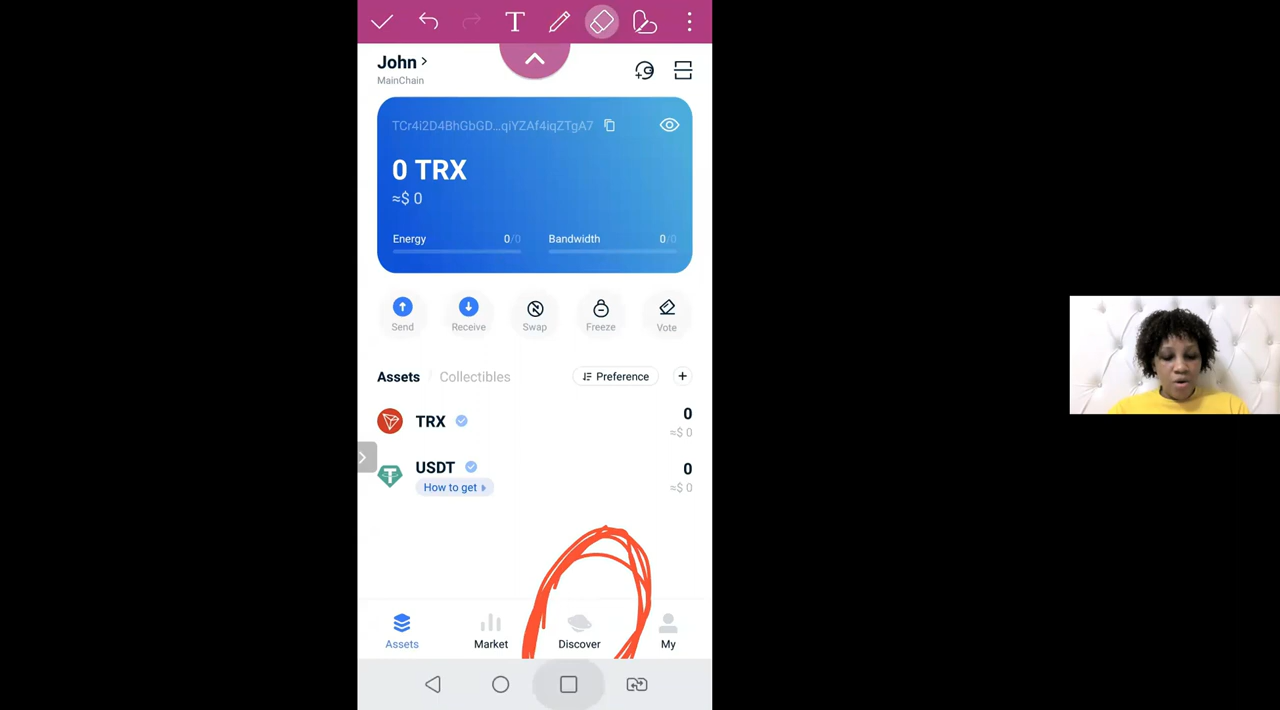 T
John >
MainChain
TCr4i2D4BhGbGD...qiYZAf4iqZTgA7
0 TRX
≈$ 0
Energy 0/0 Bandwidth 0/0
Send Receive Swap Freeze Vote
Assets / Collectibles Preference +
TRX 0
≈$ 0
USDT 0
How to get ≈$ 0
Assets Market Discover My